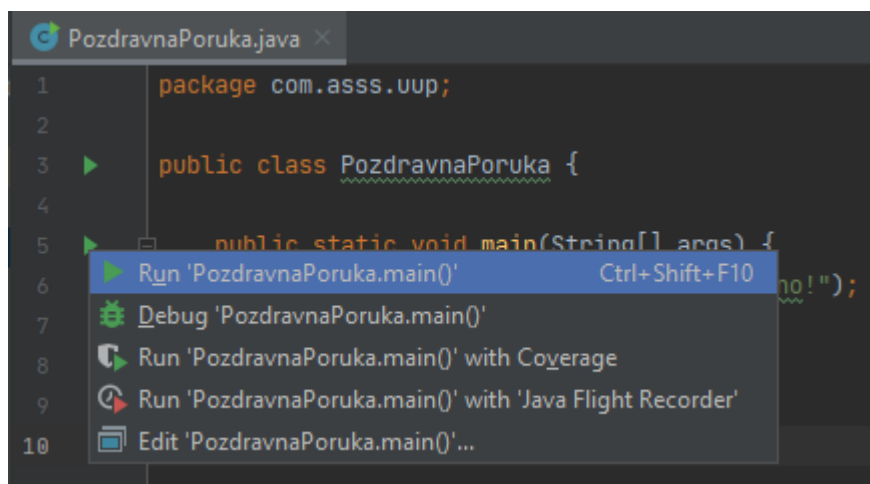 PozdravnaPoruka.java
1 package com.asss.uup;
2
3 public class PozdravnaPoruka {
4
5 public static void main(String[] args) {
Run 'PozdravnaPoruka.main()' Ctrl+Shift+F10
6 no!");
Debug 'PozdravnaPoruka.main()'
7
Run 'PozdravnaPoruka.main()' with Coverage
8
Run 'PozdravnaPoruka.main()' with 'Java Flight Recorder'
9
Edit 'PozdravnaPoruka.main()'...
10